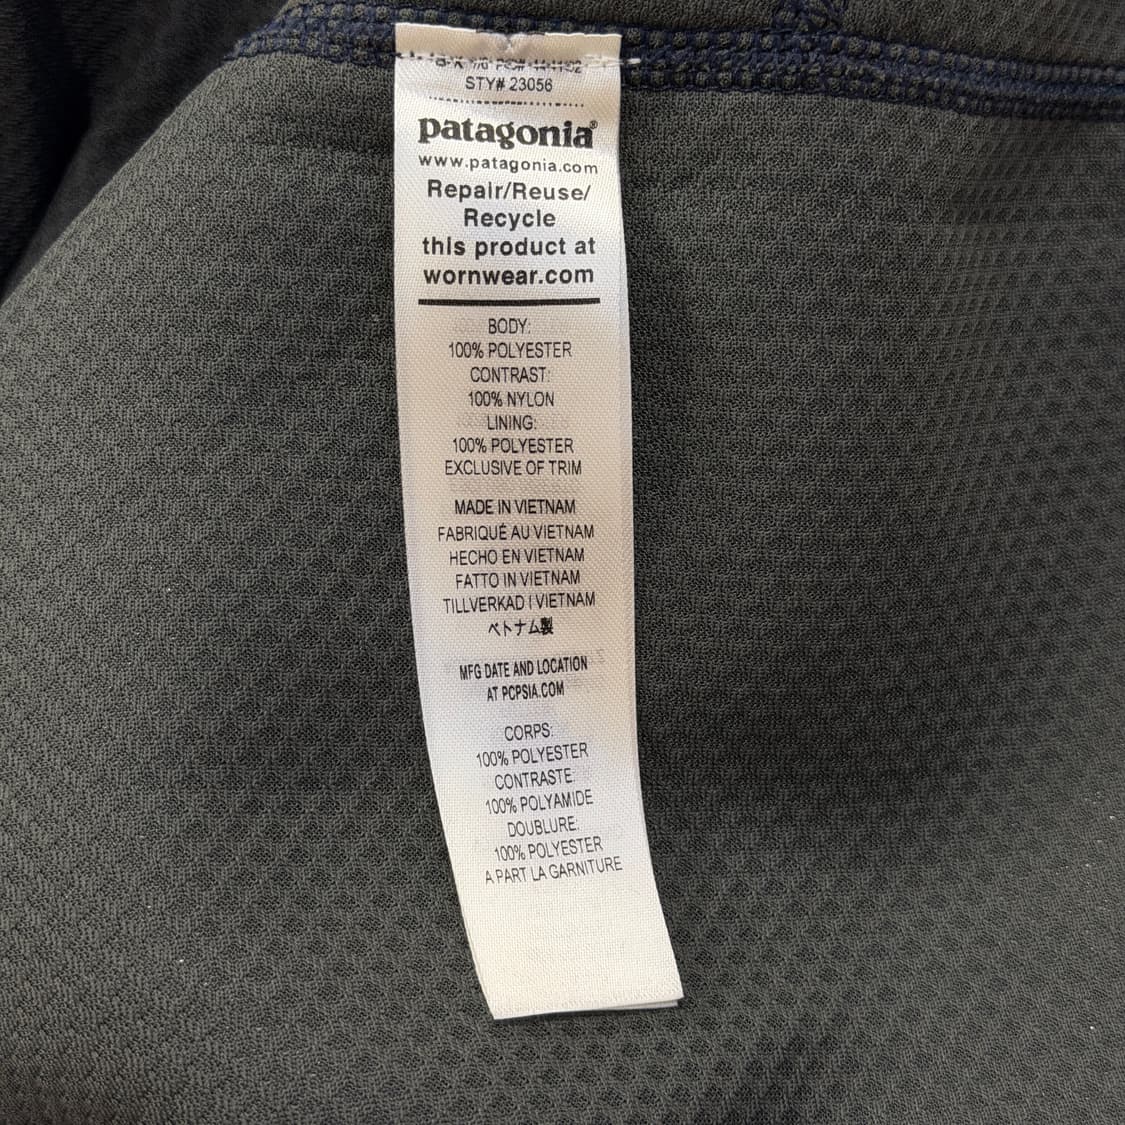 STY# 23056
patagonia®
www.patagonia.com
Repair/Reuse/
Recycle
this product at
wornwear.com
BODY:
100% POLYESTER
CONTRAST:
100% NYLON
LINING:
100% POLYESTER
EXCLUSIVE OF TRIM
MADE IN VIETNAM
FABRIQUÉ AU VIETNAM
HECHO EN VIETNAM
FATTO IN VIETNAM
TILLVERKAD I VIETNAM
ベトナム製
MFG DATE AND LOCATION
AT PCPSIA.COM
CORPS:
100% POLYESTER
CONTRASTE:
100% POLYAMIDE
DOUBLURE:
100% POLYESTER
A PART LA GARNITURE